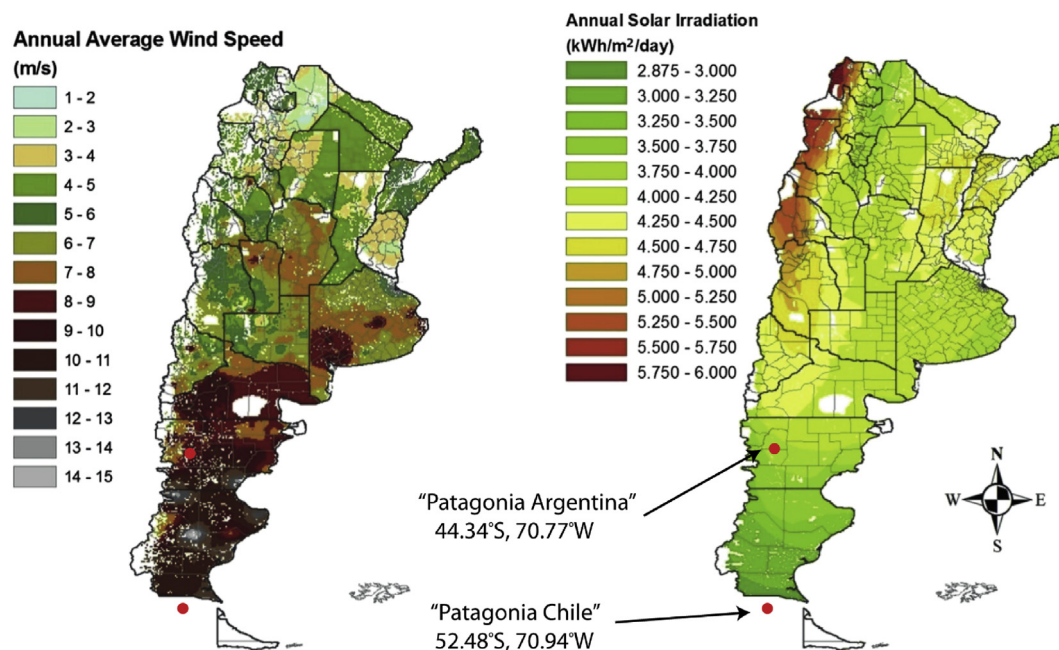 Annual Average Wind Speed
(m/s)
1 - 2
2 - 3
3 - 4
4 - 5
5 - 6
6 - 7
7 - 8
8 - 9
9 - 10
10 - 11
11 - 12
12 - 13
13 - 14
14 - 15
Annual Solar Irradiation
(kWh/m²/day)
2.875 - 3.000
3.000 - 3.250
3.250 - 3.500
3.500 - 3.750
3.750 - 4.000
4.000 - 4.250
4.250 - 4.500
4.500 - 4.750
4.750 - 5.000
5.000 - 5.250
5.250 - 5.500
5.500 - 5.750
5.750 - 6.000
"Patagonia Argentina"
44.34°S, 70.77°W
"Patagonia Chile"
52.48°S, 70.94°W
N
W E
S